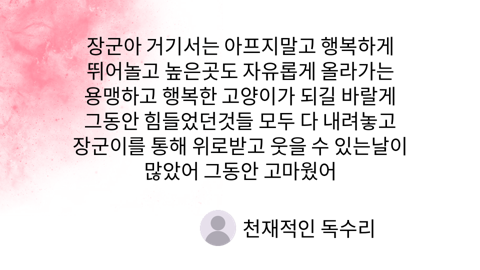 장군아 거기서는 아프지말고 행복하게
뛰어놀고 높은곳도 자유롭게 올라가는
용맹하고 행복한 고양이가 되길 바랄게
그동안 힘들었던것들 모두 다 내려놓고
장군이를 통해 위로받고 웃을 수 있는날이
많았어 그동안 고마웠어
천재적인 독수리